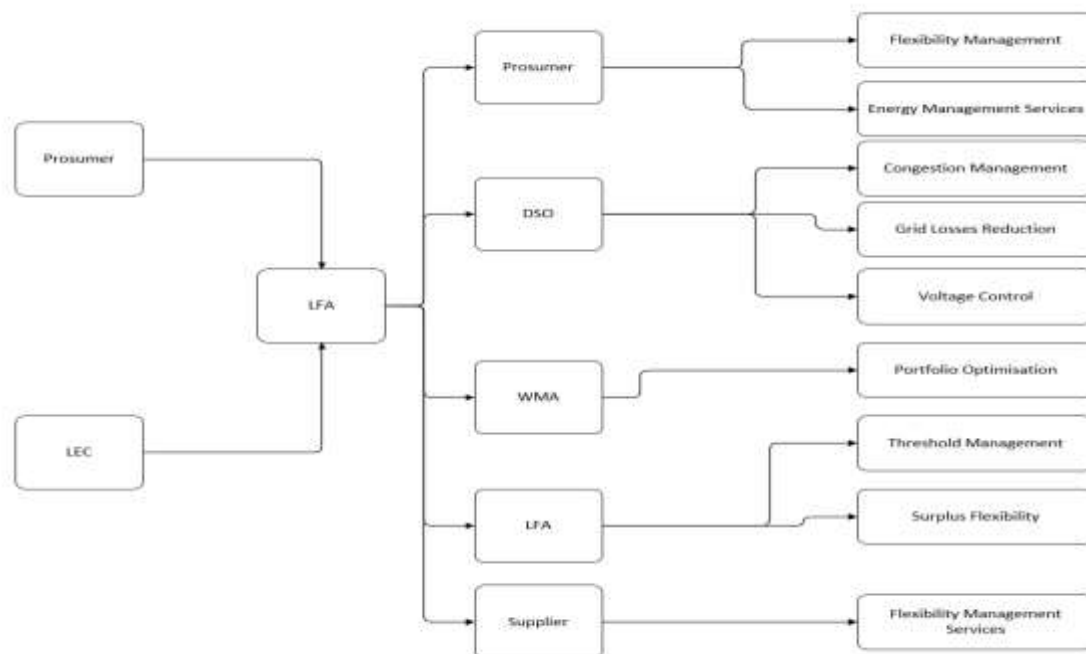 Prosumer
LEC
LFA
Prosumer
DSO
WMA
LFA
Supplier
Flexibility Management
Energy Management Services
Congestion Management
Grid Losses Reduction
Voltage Control
Portfolio Optimisation
Threshold Management
Surplus Flexibility
Flexibility Management
Services